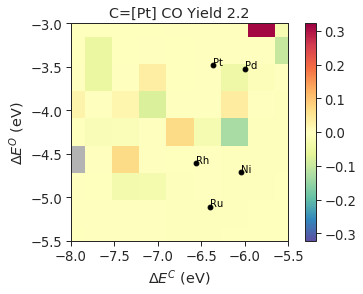 C=[Pt] CO Yield 2.2
−3.0
−3.5
−4.0
−4.5
−5.0
−5.5
ΔE^O (eV)
Pt
Pd
Rh
Ni
Ru
−8.0 −7.5 −7.0 −6.5 −6.0 −5.5
ΔE^C (eV)
0.3
0.2
0.1
0.0
−0.1
−0.2
−0.3